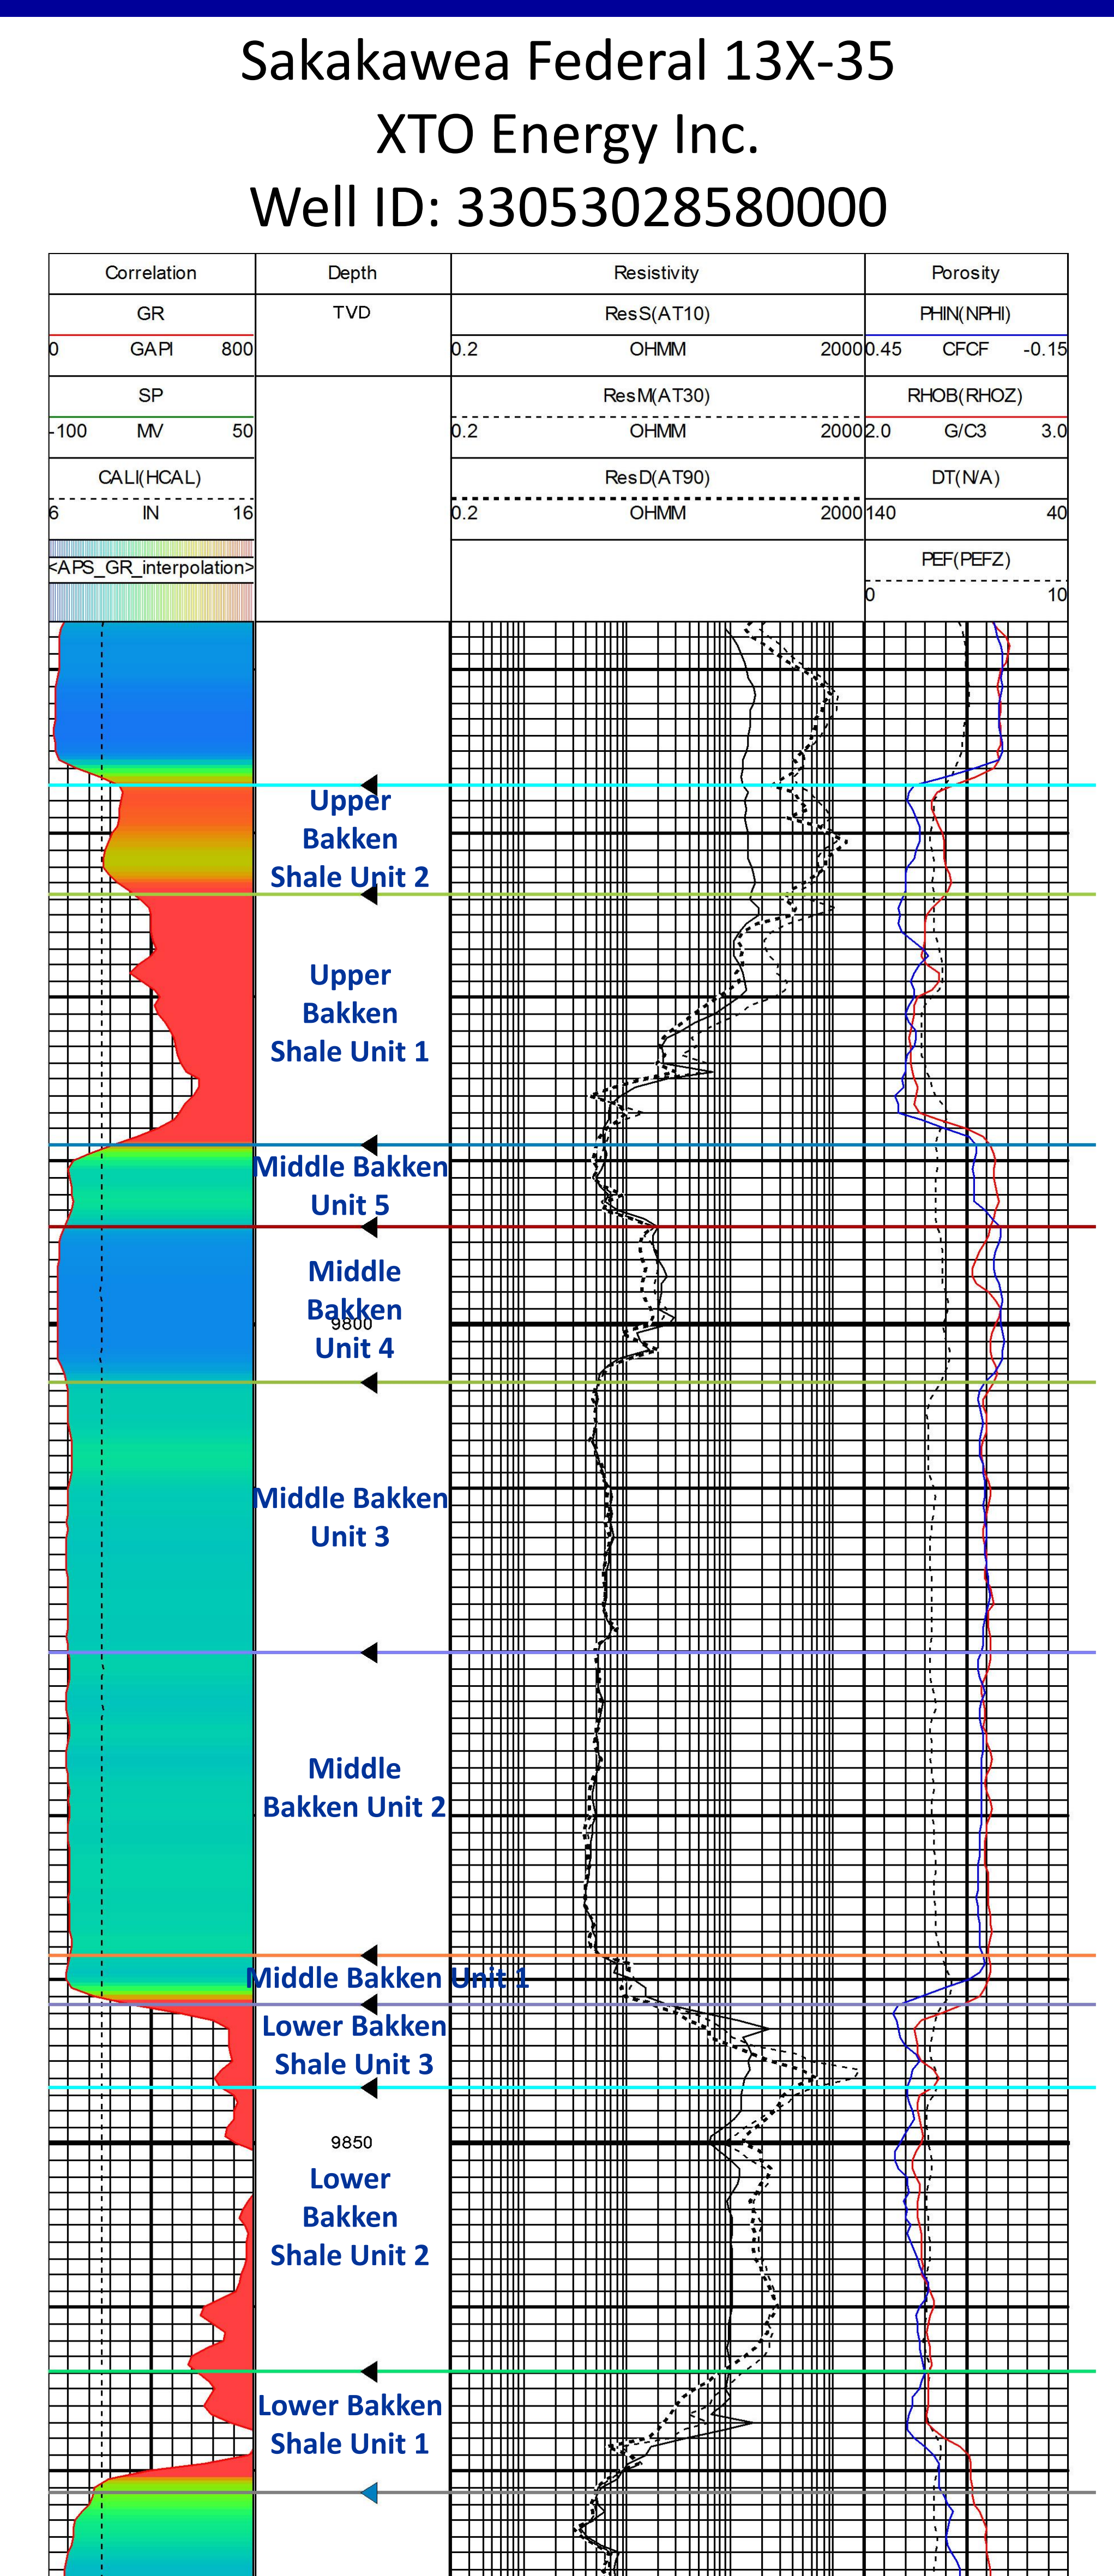 Sakakawea Federal 13X-35
XTO Energy Inc.
Well ID: 33053028580000
Correlation Depth Resistivity Porosity
GR TVD ResS(AT10) PHIN(NPHI)
0 GAPI 800 0.2 OHMM 2000 0.45 CFCF -0.15
SP ResM(AT30) RHOB(RHOZ)
-100 MV 50 0.2 OHMM 2000 2.0 G/C3 3.0
CALI(HCAL) ResD(AT90) DT(N/A)
6 IN 16 0.2 OHMM 2000 140 40
<APS_GR_interpolation> PEF(PEFZ)
0 10
Upper
Bakken
Shale Unit 2
Upper
Bakken
Shale Unit 1
Middle Bakken
Unit 5
Middle
Bakken
9800
Unit 4
Middle Bakken
Unit 3
Middle
Bakken Unit 2
Middle Bakken Unit 1
Lower Bakken
Shale Unit 3
9850
Lower
Bakken
Shale Unit 2
Lower Bakken
Shale Unit 1